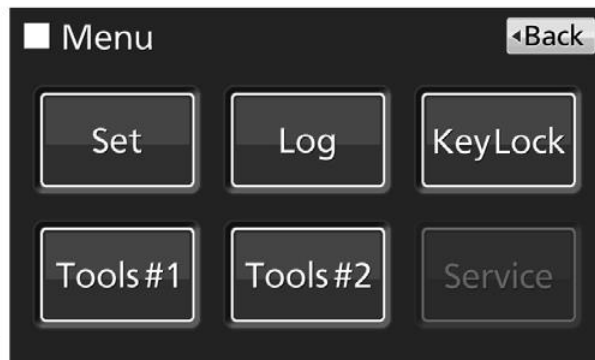 Menu
Back
Set
Log
KeyLock
Tools#1
Tools#2
Service